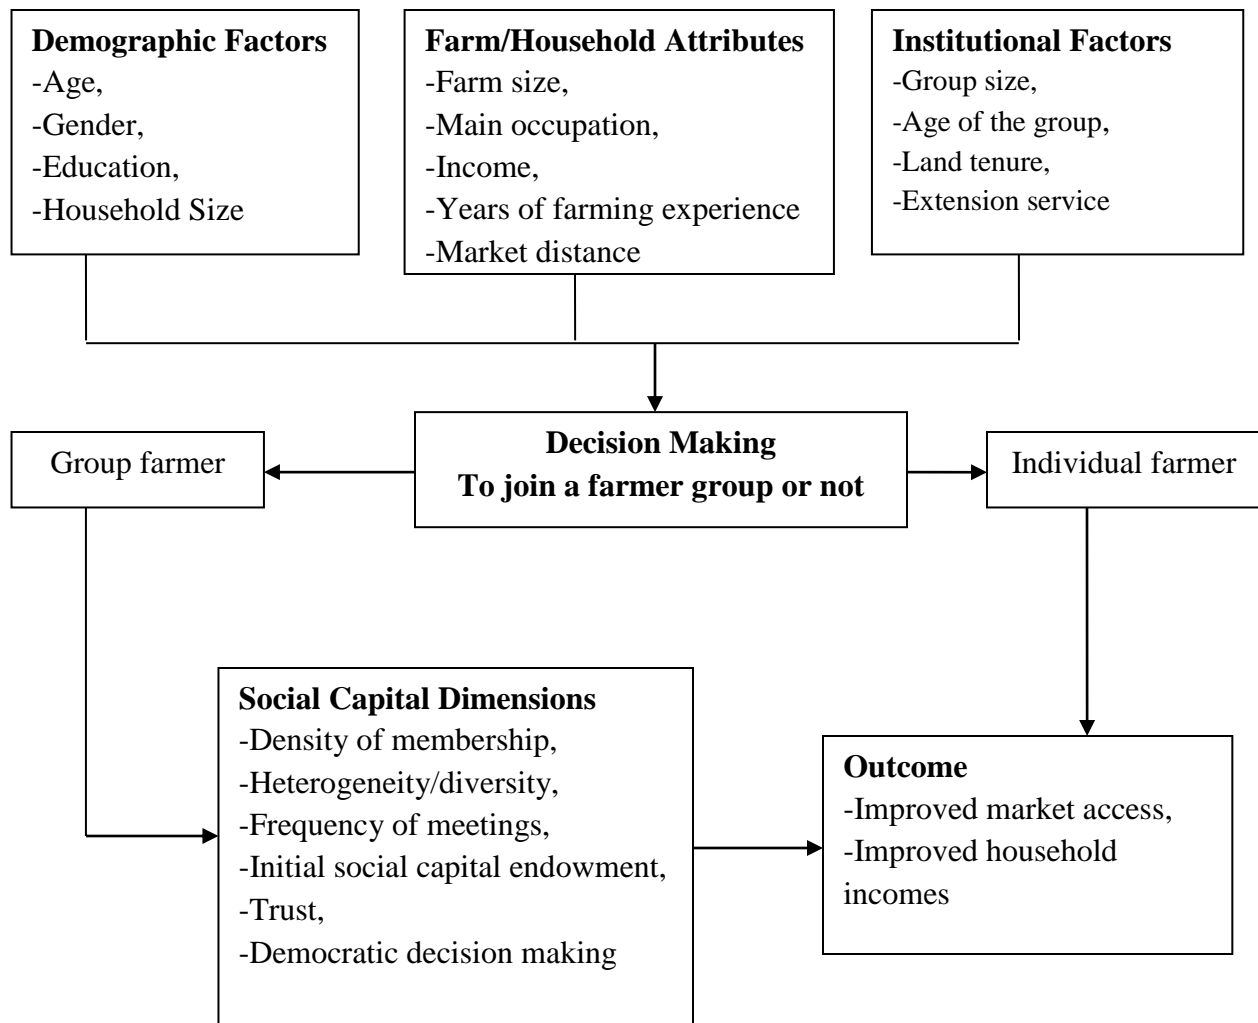 Demographic Factors
-Age,
-Gender,
-Education,
-Household Size
Farm/Household Attributes
-Farm size,
-Main occupation,
-Income,
-Years of farming experience
-Market distance
Institutional Factors
-Group size,
-Age of the group,
-Land tenure,
-Extension service
Group farmer
Decision Making
To join a farmer group or not
Individual farmer
Social Capital Dimensions
-Density of membership,
-Heterogeneity/diversity,
-Frequency of meetings,
-Initial social capital endowment,
-Trust,
-Democratic decision making
Outcome
-Improved market access,
-Improved household
incomes